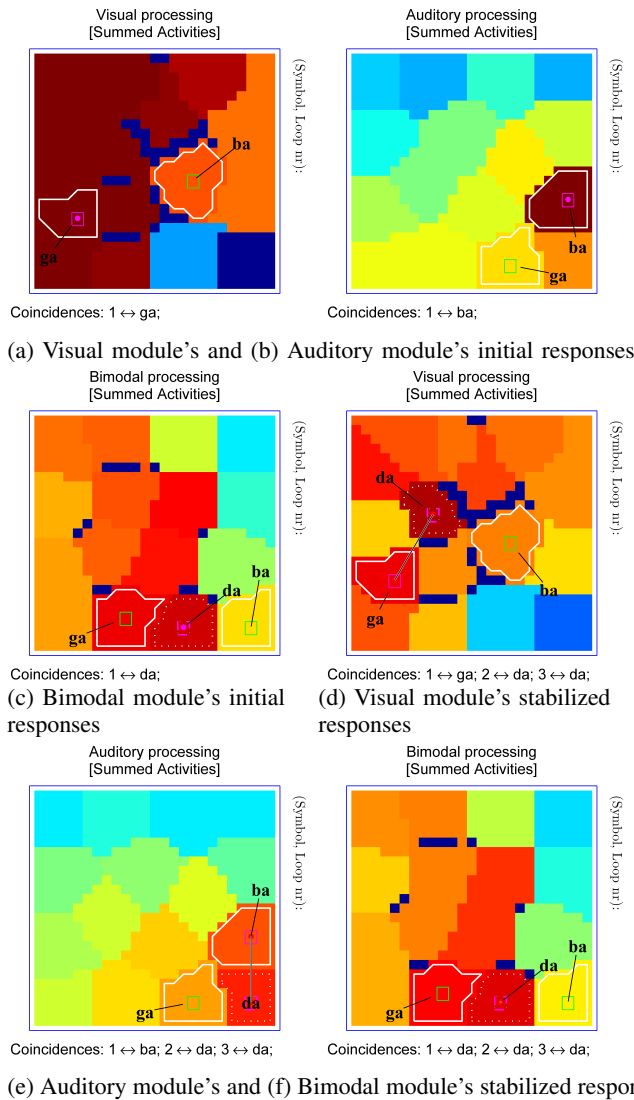 Visual processing
[Summed Activities]
(Symbol, Loop nr):
ba
ga
Coincidences: 1 ↔ ga;
Auditory processing
[Summed Activities]
(Symbol, Loop nr):
ba
ga
Coincidences: 1 ↔ ba;
(a) Visual module's and (b) Auditory module's initial responses
Bimodal processing
[Summed Activities]
(Symbol, Loop nr):
ba
da
ga
Coincidences: 1 ↔ da;
(c) Bimodal module's initial
responses
Visual processing
[Summed Activities]
(Symbol, Loop nr):
da
ba
ga
Coincidences: 1 ↔ ga; 2 ↔ da; 3 ↔ da;
(d) Visual module's stabilized
responses
Auditory processing
[Summed Activities]
(Symbol, Loop nr):
ba
da
ga
Coincidences: 1 ↔ ba; 2 ↔ da; 3 ↔ da;
Bimodal processing
[Summed Activities]
(Symbol, Loop nr):
ba
da
ga
Coincidences: 1 ↔ da; 2 ↔ da; 3 ↔ da;
(e) Auditory module's and (f) Bimodal module's stabilized respon